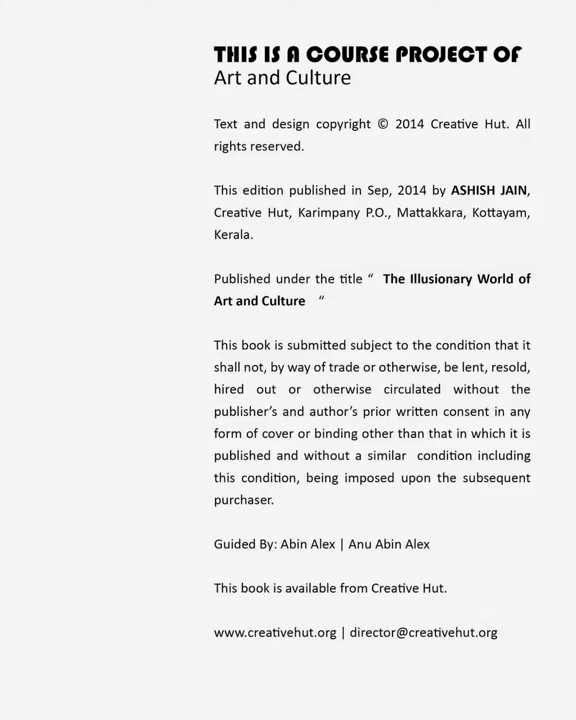 THIS IS A COURSE PROJECT OF
Art and Culture
Text and design copyright © 2014 Creative Hut. All
rights reserved.
This edition published in Sep, 2014 by ASHISH JAIN,
Creative Hut, Karimpany P.O., Mattakkara, Kottayam,
Kerala.
Published under the title “ The Illusionary World of
Art and Culture “
This book is submitted subject to the condition that it
shall not, by way of trade or otherwise, be lent, resold,
hired out or otherwise circulated without the
publisher’s and author’s prior written consent in any
form of cover or binding other than that in which it is
published and without a similar condition including
this condition, being imposed upon the subsequent
purchaser.
Guided By: Abin Alex | Anu Abin Alex
This book is available from Creative Hut.
www.creativehut.org | director@creativehut.org